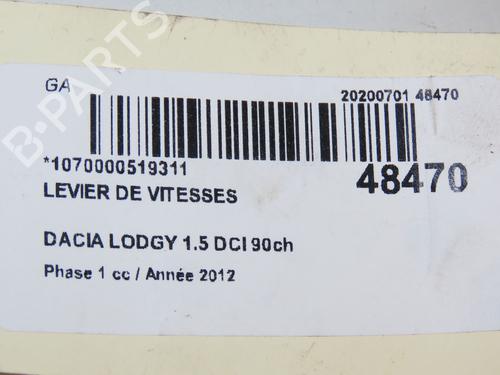 B-PARTS
GA
20200701 48470
*1070000519311
48470
LEVIER DE VITESSES
DACIA LODGY 1.5 DCI 90ch
Phase 1 cc / Année 2012